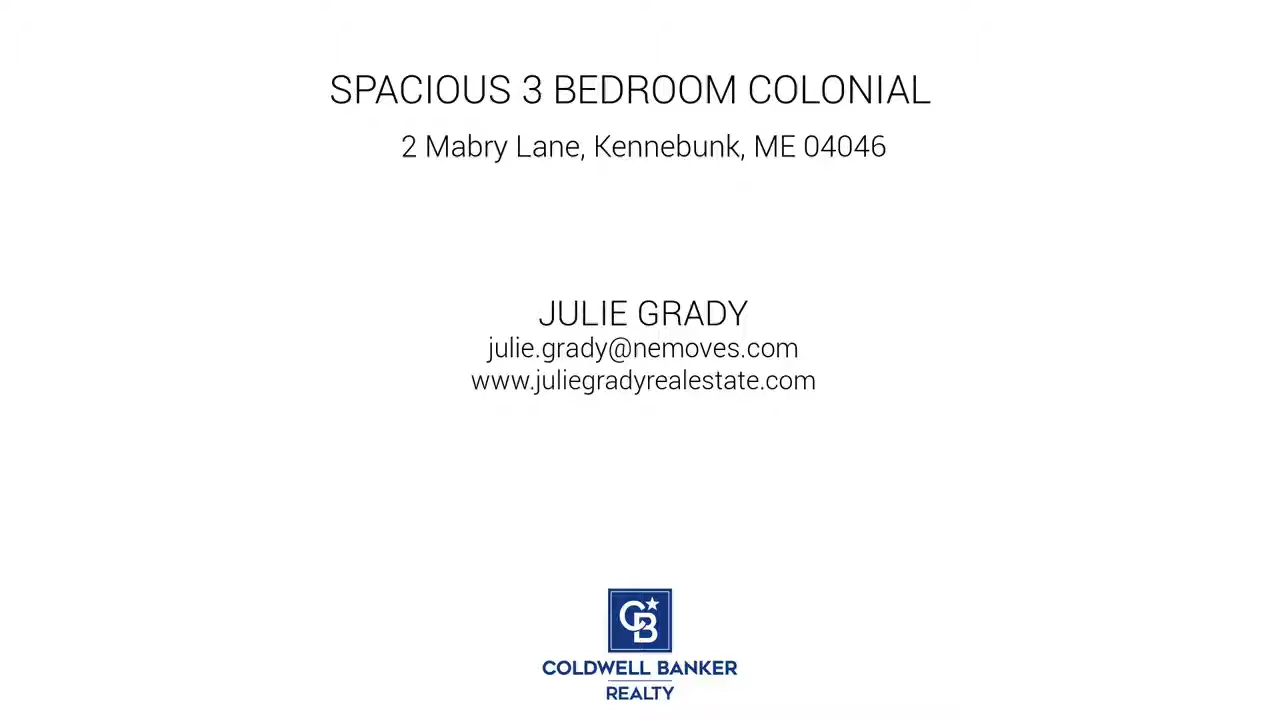 SPACIOUS 3 BEDROOM COLONIAL
2 Mabry Lane, Kennebunk, ME 04046
JULIE GRADY
julie.grady@nemoves.com
www.juliegradyrealestate.com
CB
COLDWELL BANKER
REALTY